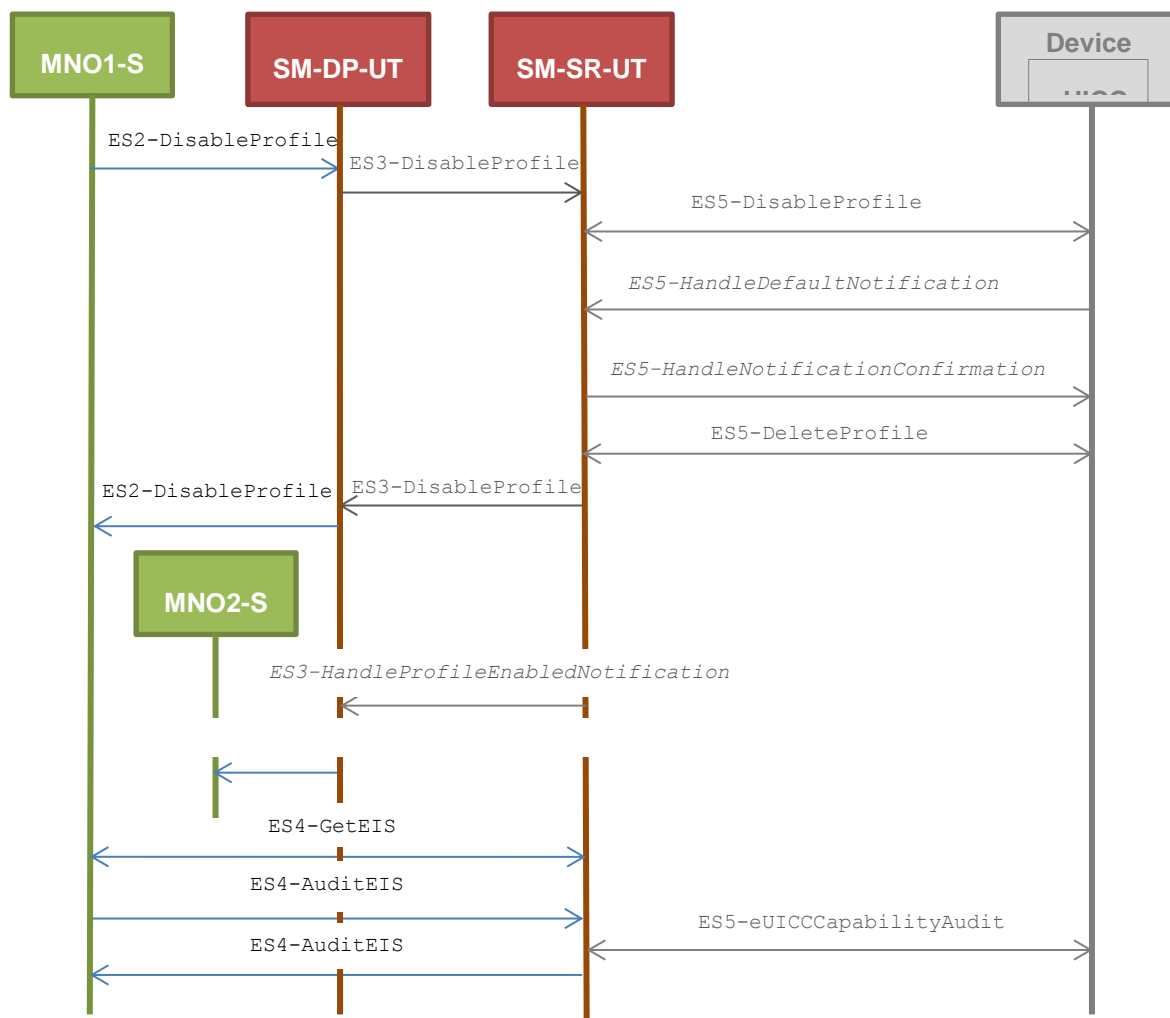 MNO1-S
SM-DP-UT
SM-SR-UT
Device
ES2-DisableProfile
ES3-DisableProfile
ES5-DisableProfile
ES5-HandleDefaultNotification
ES5-HandleNotificationConfirmation
ES5-DeleteProfile
ES3-DisableProfile
ES2-DisableProfile
MNO2-S
ES3-HandleProfileEnabledNotification
ES4-GetEIS
ES4-AuditEIS
ES5-eUICCCapabilityAudit
ES4-AuditEIS